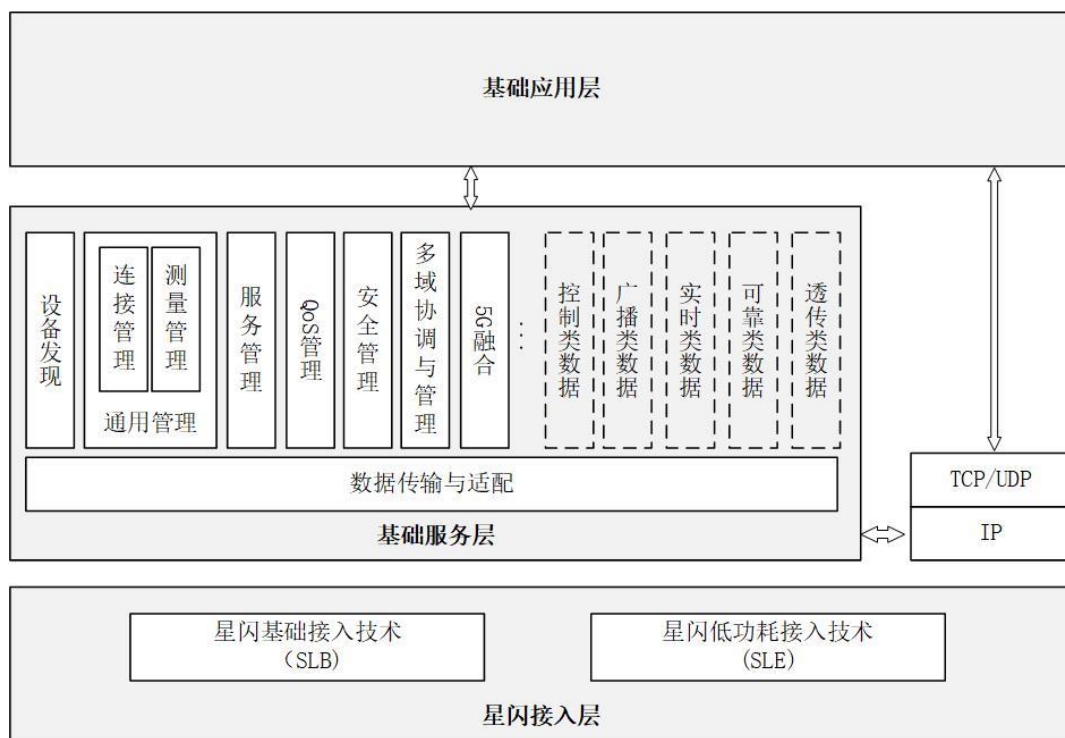 基础应用层
设备发现
连接管理
测量管理
通用管理
服务管理
QoS管理
安全管理
多域协调与管理
5G融合
...
控制类数据
广播类数据
实时类数据
可靠类数据
透传类数据
数据传输与适配
基础服务层
TCP/UDP
IP
星闪基础接入技术
（SLB)
星闪低功耗接入技术
(SLE)
星闪接入层